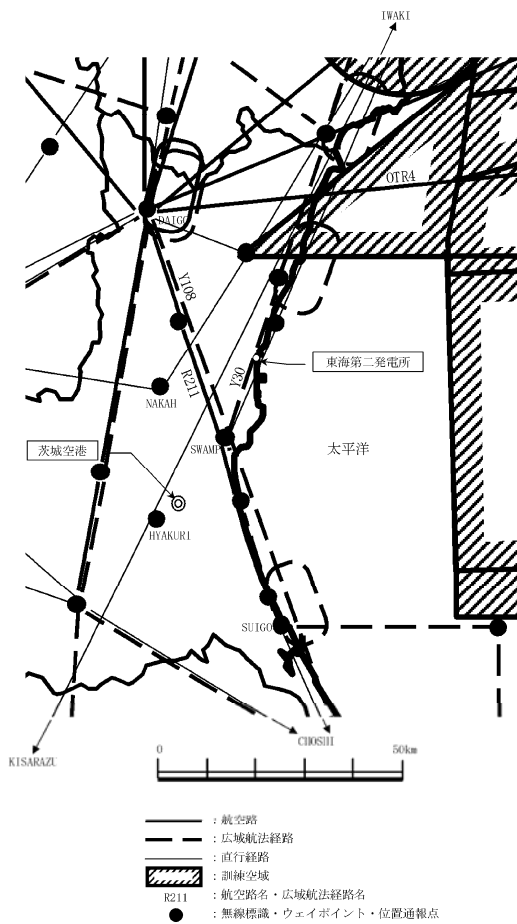 IWAKI
OTR4
DAIGO
Y108
東海第二発電所
R211
Y30
NAKAH
SWAMP
茨城空港
太平洋
HYAKURI
SUIGO
CHOSHI
KISARAZU
0 50km
：航空路
：広域航法経路
：直行経路
：訓練空域
R211 ：航空路名・広域航法経路名
：無線標識・ウェイポイント・位置通報点